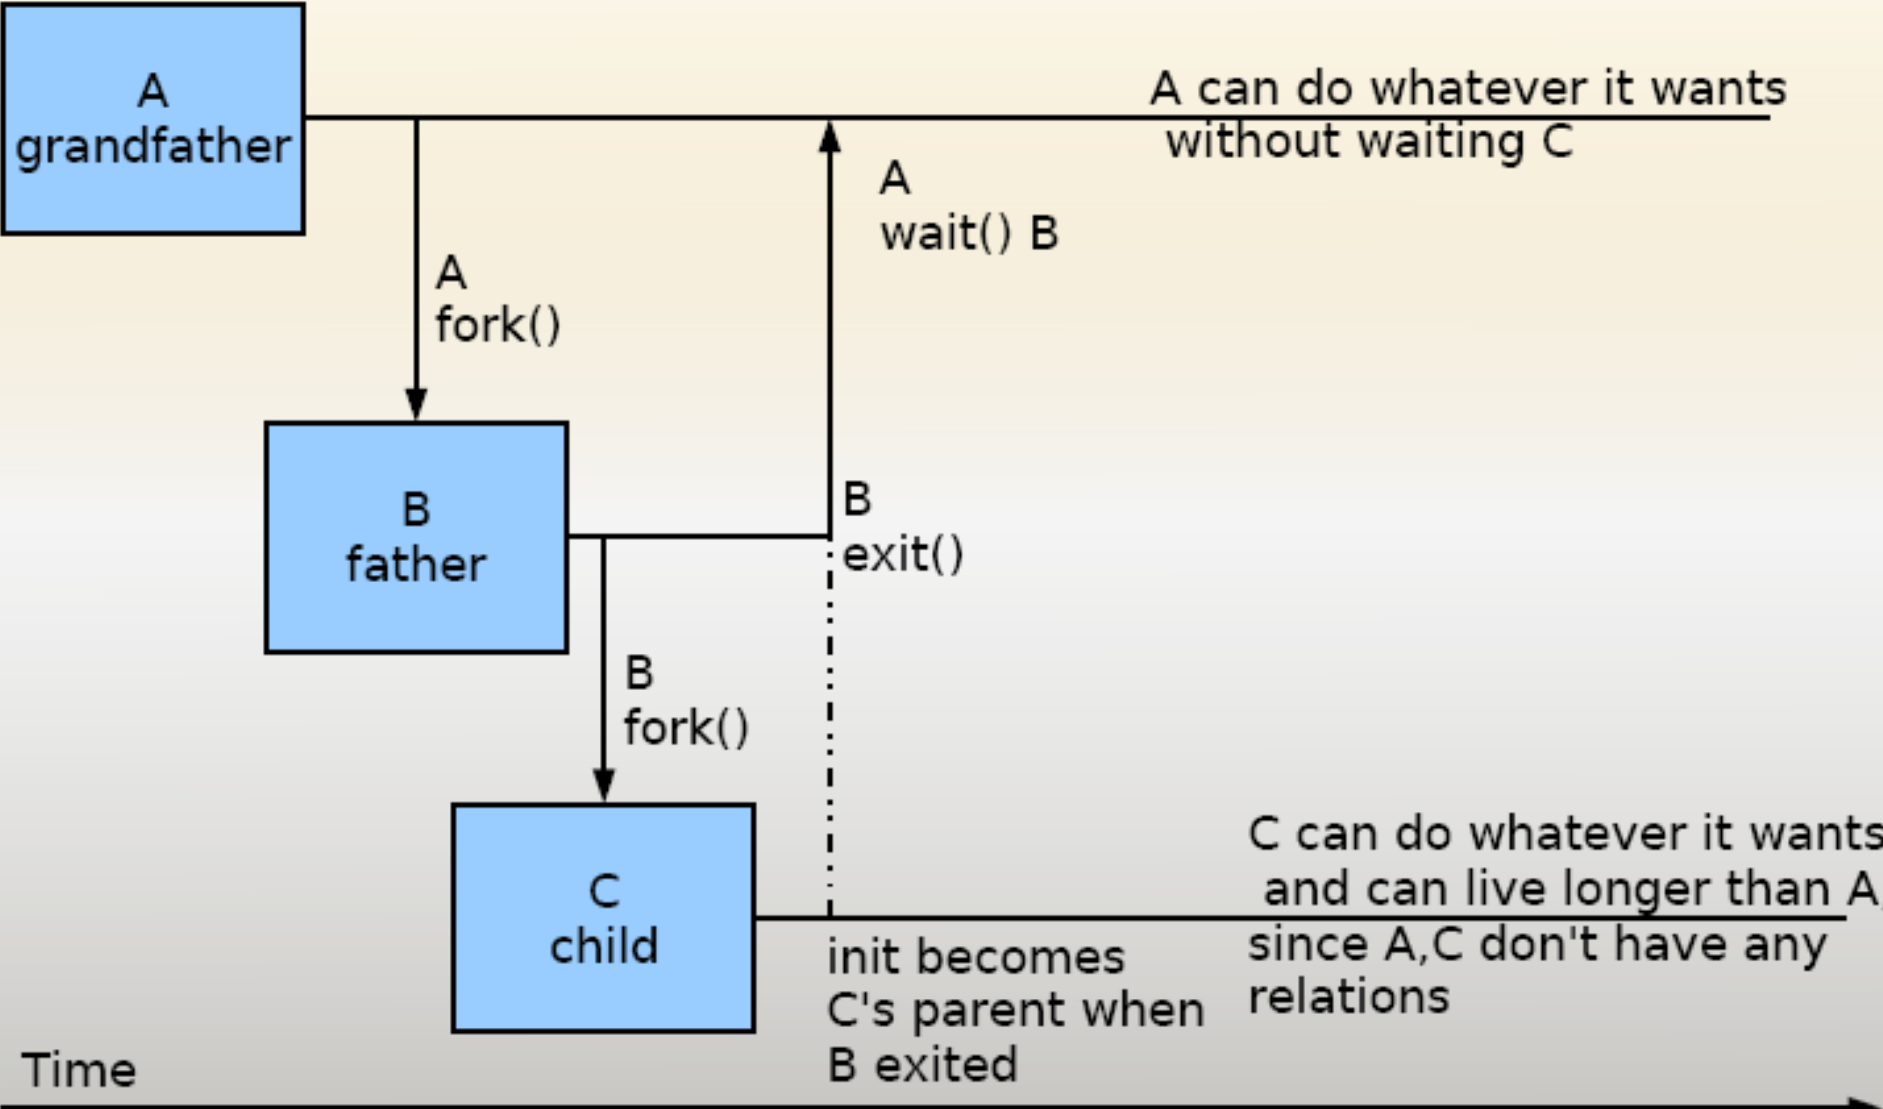 A
grandfather
A can do whatever it wants
without waiting C
A
wait() B
A
fork()
B
father
B
exit()
B
fork()
C
child
C can do whatever it wants
and can live longer than A,
since A,C don't have any
relations
init becomes
C's parent when
B exited
Time